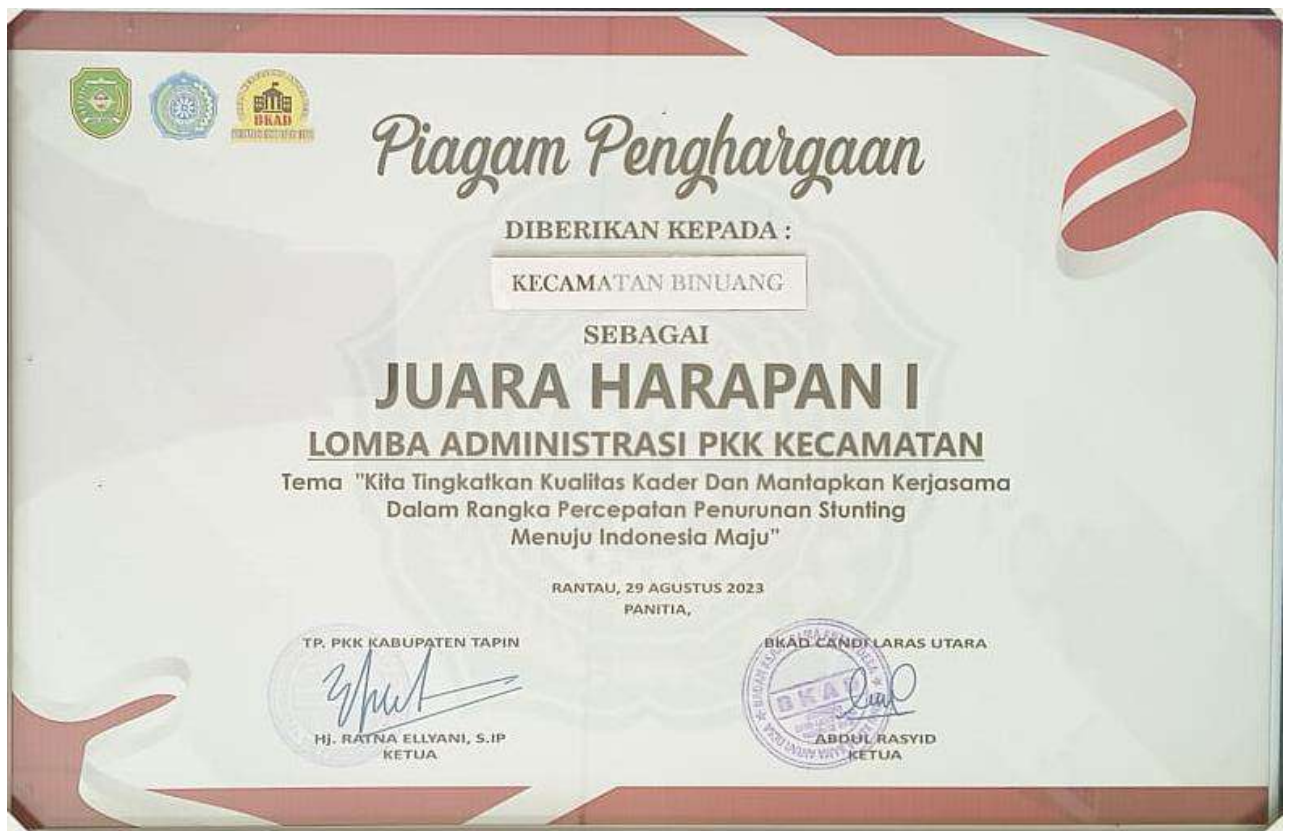 BKAD
Piagam Penghargaan
DIBERIKAN KEPADA :
KECAMATAN BINUANG
SEBAGAI
JUARA HARAPAN I
LOMBA ADMINISTRASI PKK KECAMATAN
Tema "Kita Tingkatkan Kualitas Kader Dan Mantapkan Kerjasama
Dalam Rangka Percepatan Penurunan Stunting
Menuju Indonesia Maju"
RANTAU, 29 AGUSTUS 2023
PANITIA,
TP. PKK KABUPATEN TAPIN
Hj. RATNA ELLYANI, S.IP
KETUA
BKAD CANDI LARAS UTARA
BKAD
ABDUL RASYID
KETUA